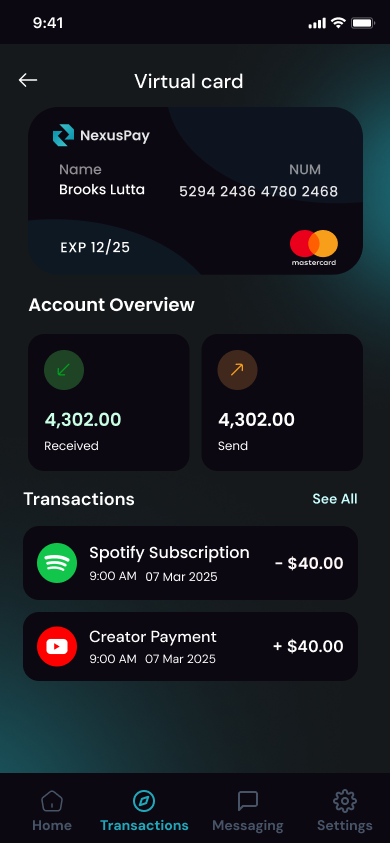 9:41
Virtual card
NexusPay
Name NUM
Brooks Lutta 5294 2436 4780 2468
EXP 12/25
mastercard
Account Overview
4,302.00 4,302.00
Received Send
Transactions See All
Spotify Subscription - $40.00
9:00 AM 07 Mar 2025
Creator Payment + $40.00
9:00 AM 07 Mar 2025
Home Transactions Messaging Settings